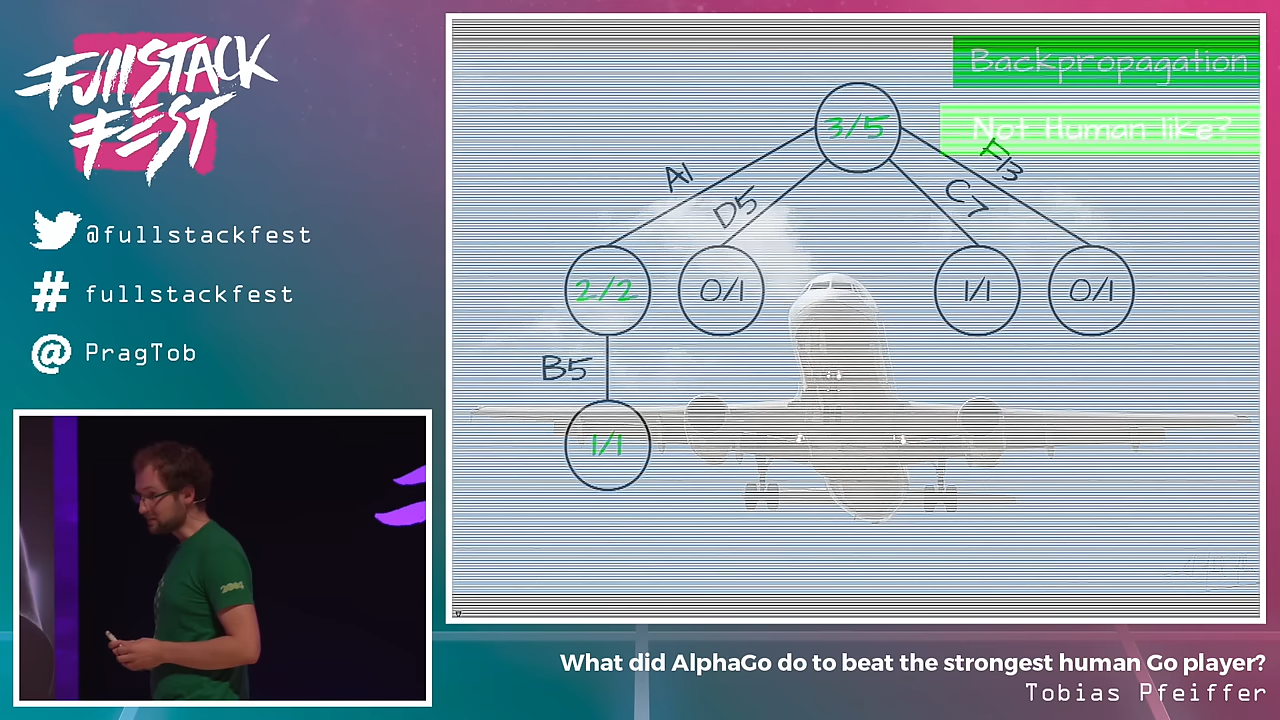 FullSTACK
FEST
@fullstackfest
# fullstackfest
@ PragTob
Backpropagation
Not Human like?
3/5
A1
D5
C7
F13
2/2
0/1
1/1
0/1
B5
1/1
What did AlphaGo do to beat the strongest human Go player?
Tobias Pfeiffer